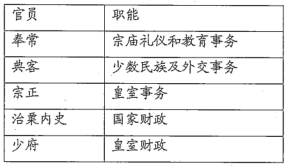 官员 职能
奉常 宗庙礼仪和教育事务
典客 少数民族及外交事务
宗正 皇室事务
治粟内史 国家财政
少府 皇室财政